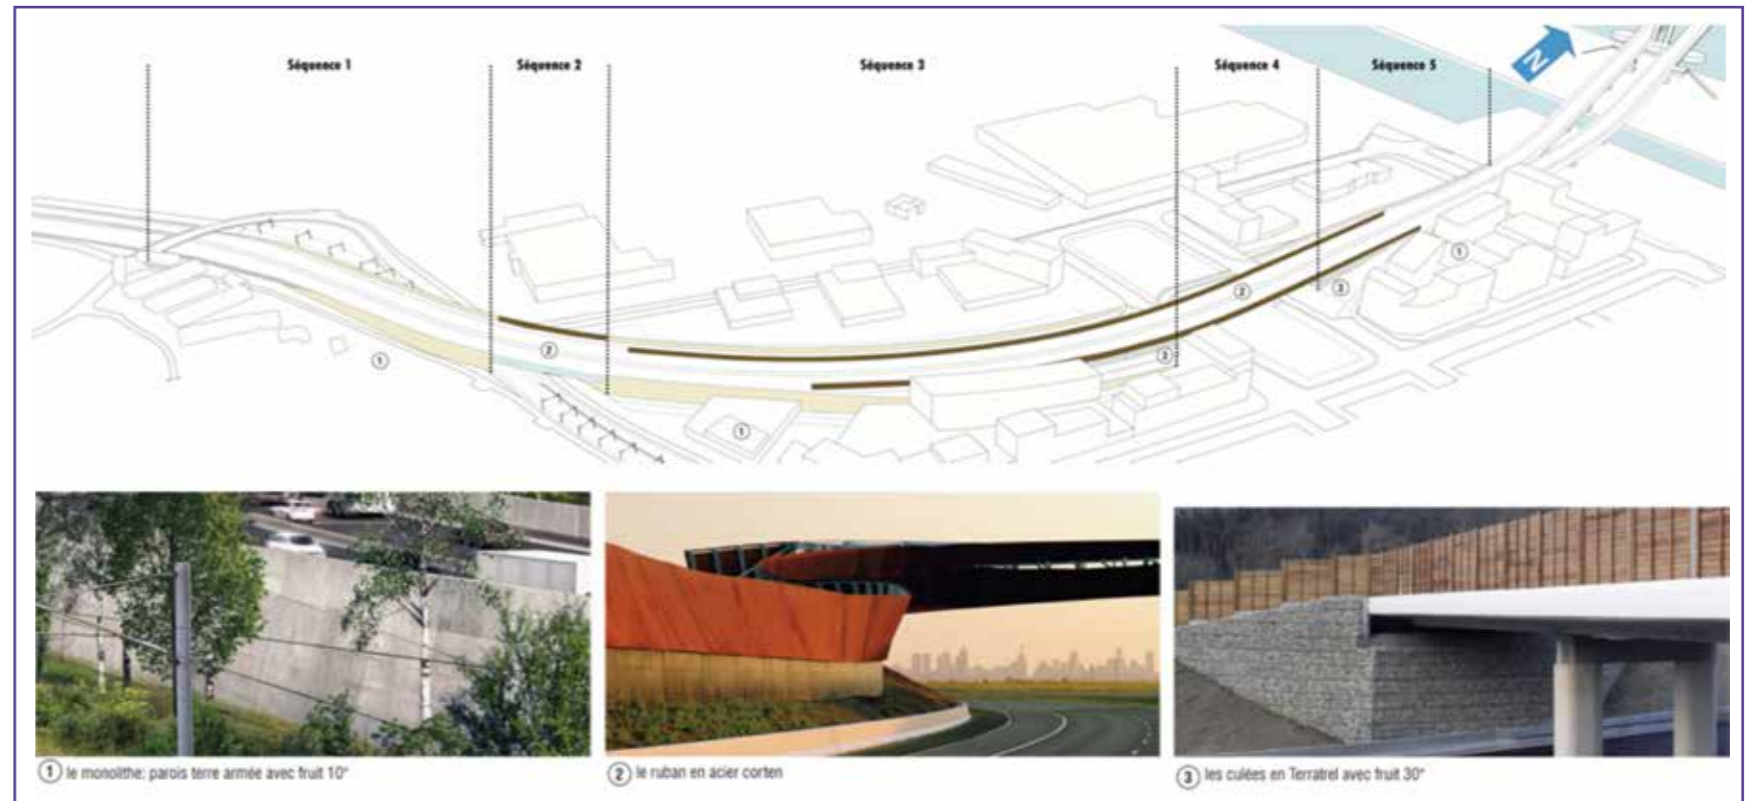 Séquence 1
Séquence 2
Séquence 3
Séquence 4
Séquence 5
N
1
2
1
2
3
3
1
1 le monolithe: parois terre armée avec fruit 10°
2 le ruban en acier corten
3 les culées en Terratrel avec fruit 30°